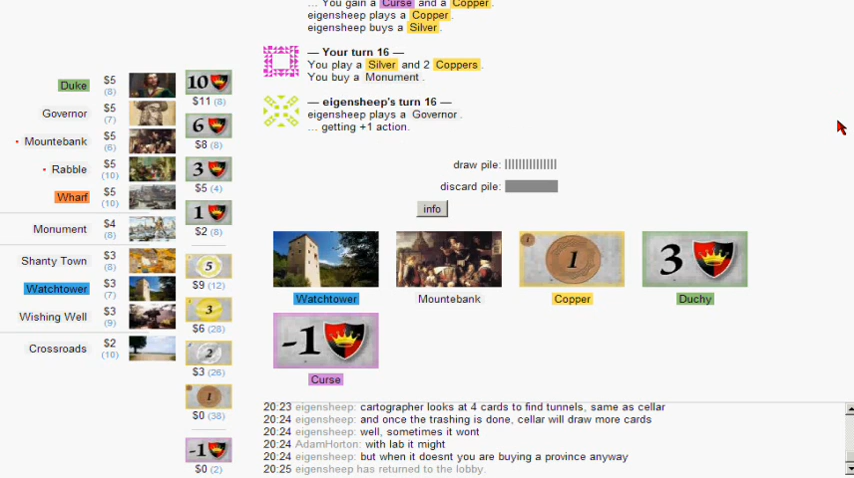 ... You gain a Curse and a Copper.
eigensheep plays a Copper.
eigensheep buys a Silver.
— Your turn 16 —
You play a Silver and 2 Coppers.
You buy a Monument.
— eigensheep's turn 16 —
eigensheep plays a Governor.
... getting +1 action.
draw pile:
discard pile:
info
Duke $5 (8)
Governor $5 (7)
Mountebank $5 (6)
Rabble $5 (10)
Wharf $5 (10)
Monument $4 (8)
Shanty Town $3 (8)
Watchtower $3 (7)
Wishing Well $3 (9)
Crossroads $2 (10)
10
$11 (8)
6
$8 (8)
3
$5 (4)
1
$2 (8)
5
$9 (12)
3
$6 (28)
2
$3 (26)
1
$0 (38)
-1
$0 (2)
Watchtower
Mountebank
1 1
Copper
3
Duchy
-1
Curse
20:23 eigensheep: cartographer looks at 4 cards to find tunnels, same as cellar
20:24 eigensheep: and once the trashing is done, cellar will draw more cards
20:24 eigensheep: well, sometimes it wont
20:24 AdamHorton: with lab it might
20:24 eigensheep: but when it doesnt you are buying a province anyway
20:25 eigensheep has returned to the lobby.